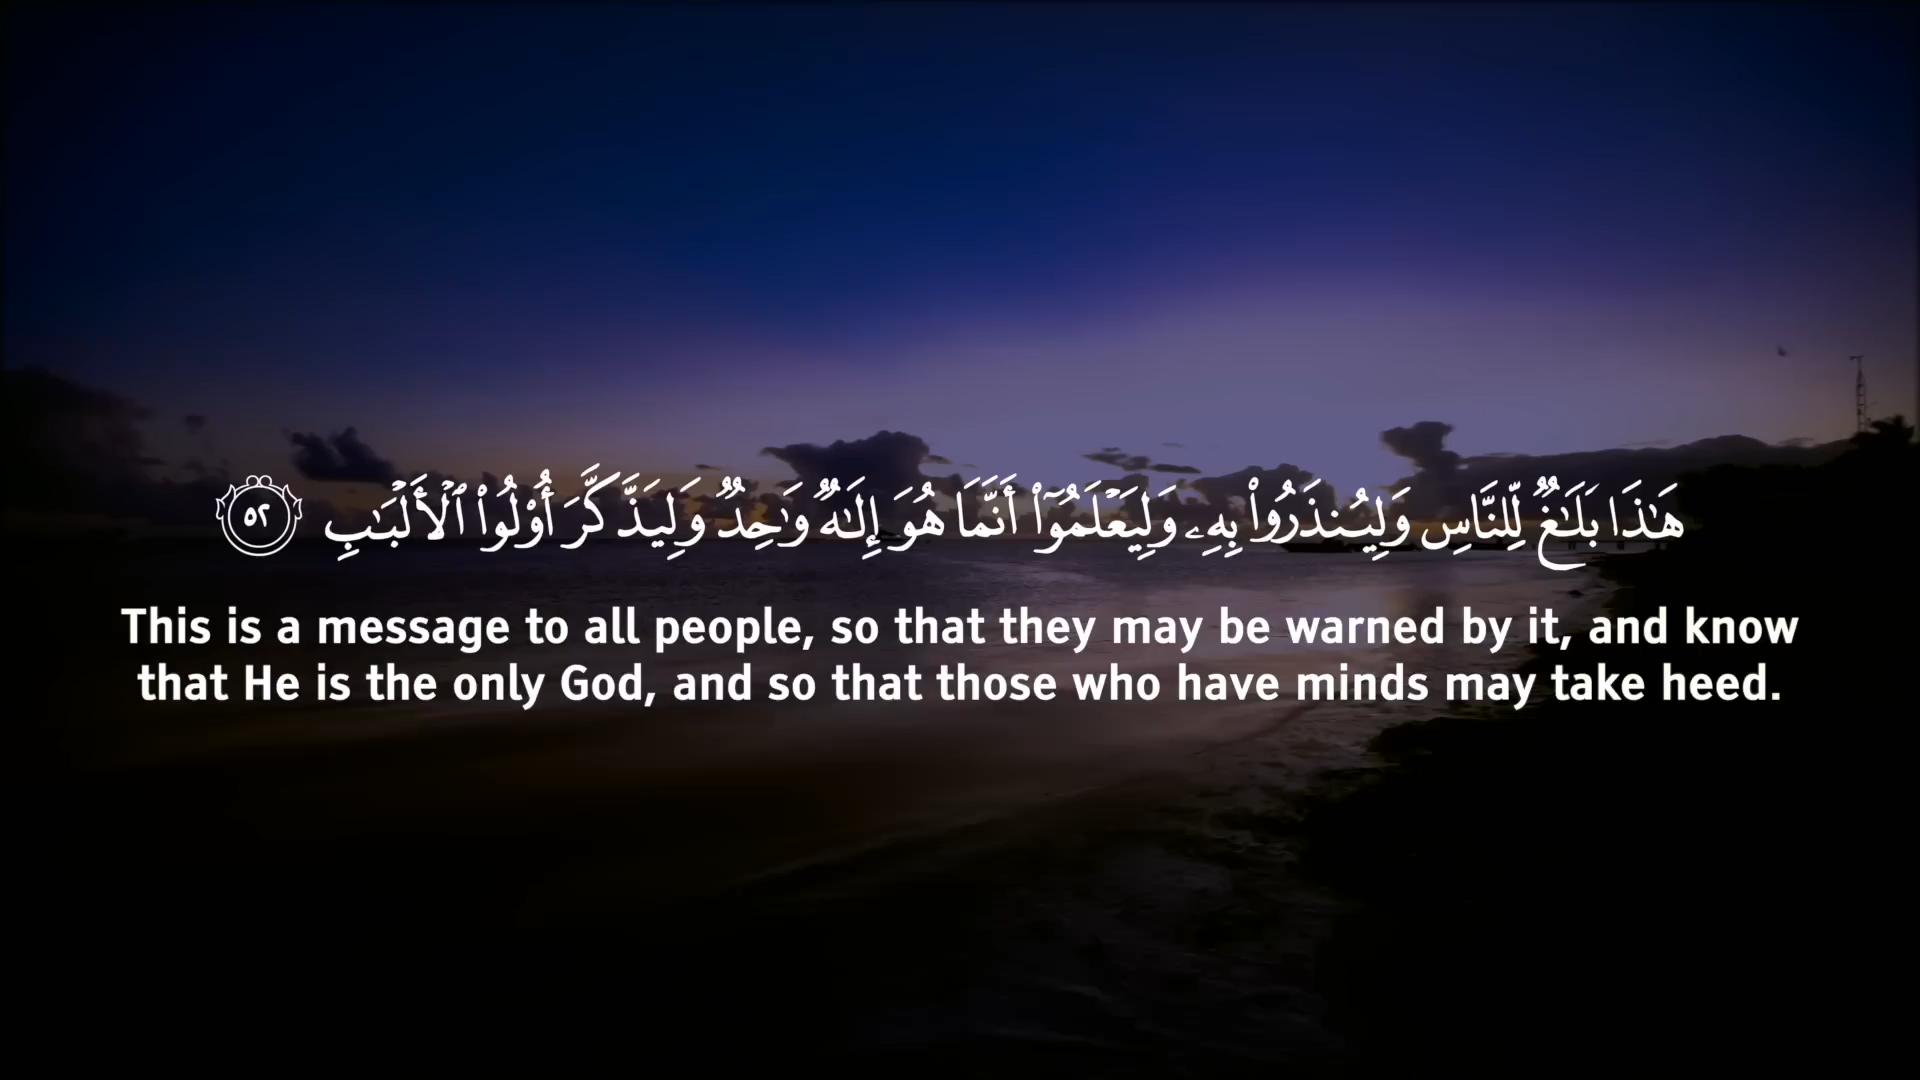 هَـٰذَا بَلَـٰغٌ لِّلنَّاسِ وَلِيُنذَرُوا۟ بِهِۦ وَلِيَعْلَمُوٓا۟ أَنَّمَا هُوَ إِلَـٰهٌ وَٰحِدٌ وَلِيَذَّكَّرَ أُو۟لُوا۟ ٱلْأَلْبَـٰبِ ٥٢
This is a message to all people, so that they may be warned by it, and know
that He is the only God, and so that those who have minds may take heed.